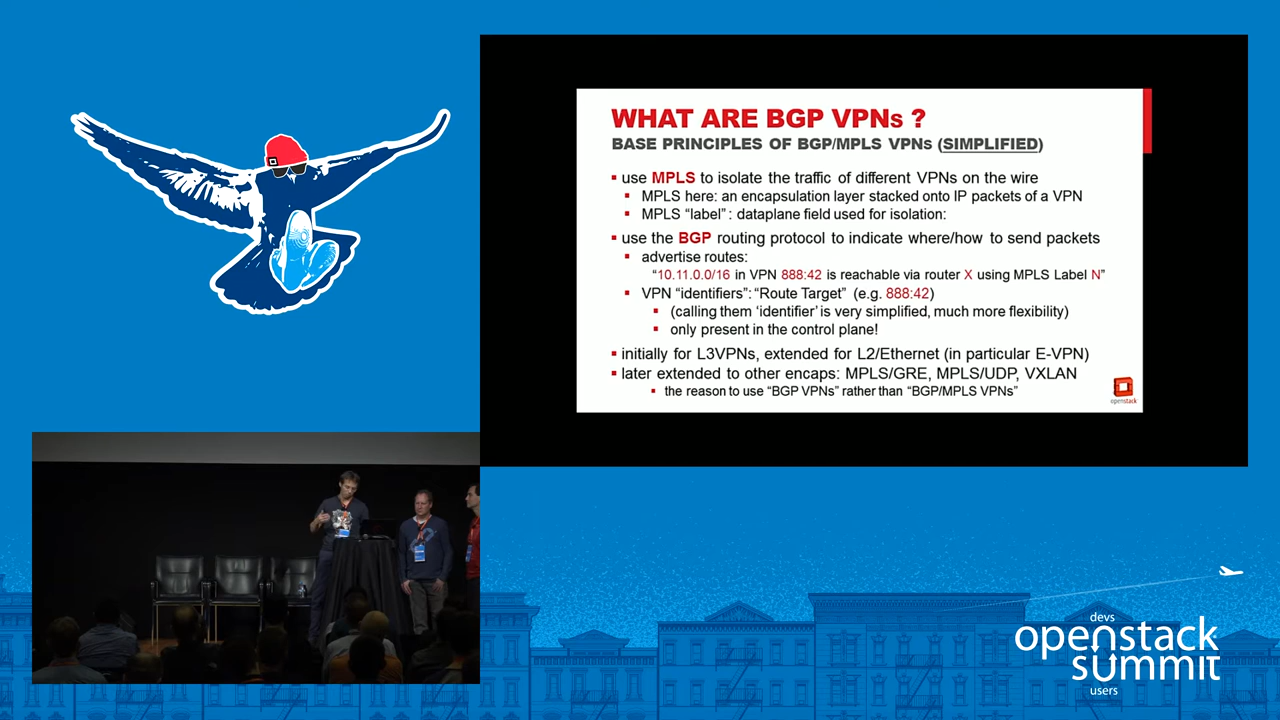 WHAT ARE BGP VPNs ?
BASE PRINCIPLES OF BGP/MPLS VPNs (SIMPLIFIED)
▪ use MPLS to isolate the traffic of different VPNs on the wire
▪ MPLS here: an encapsulation layer stacked onto IP packets of a VPN
▪ MPLS “label” : dataplane field used for isolation:
▪ use the BGP routing protocol to indicate where/how to send packets
▪ advertise routes:
“10.11.0.0/16 in VPN 888:42 is reachable via router X using MPLS Label N”
▪ VPN “identifiers”: “Route Target” (e.g. 888:42)
▪ (calling them ‘identifier’ is very simplified, much more flexibility)
▪ only present in the control plane!
▪ initially for L3VPNs, extended for L2/Ethernet (in particular E-VPN)
▪ later extended to other encaps: MPLS/GRE, MPLS/UDP, VXLAN
▪ the reason to use “BGP VPNs” rather than “BGP/MPLS VPNs”
openstack
devs
openstack
summit
users